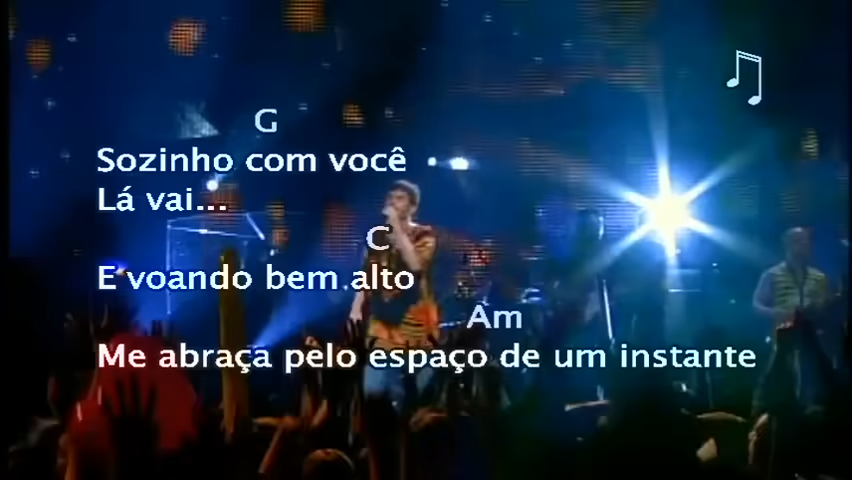 G
Sozinho com você
Lá vai...
C
E voando bem alto
Am
Me abraça pelo espaço de um instante